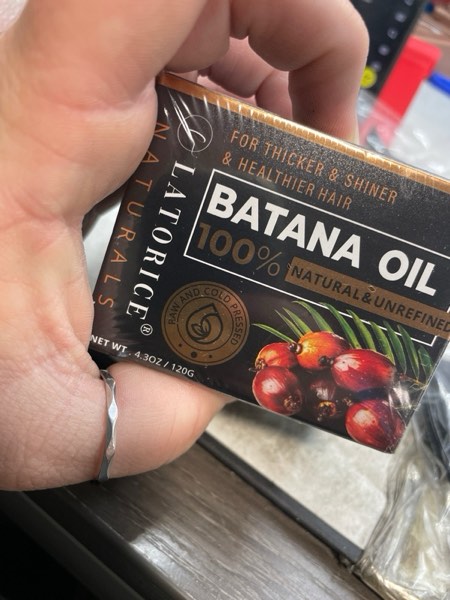 FOR THICKER & SHINER
& HEALTHIER HAIR
BATANA OIL
100%
NATURAL&UNREFINED
RAW AND COLD PRESSED
NET WT. 4.3OZ / 120G
LATORICE®
NATURALS